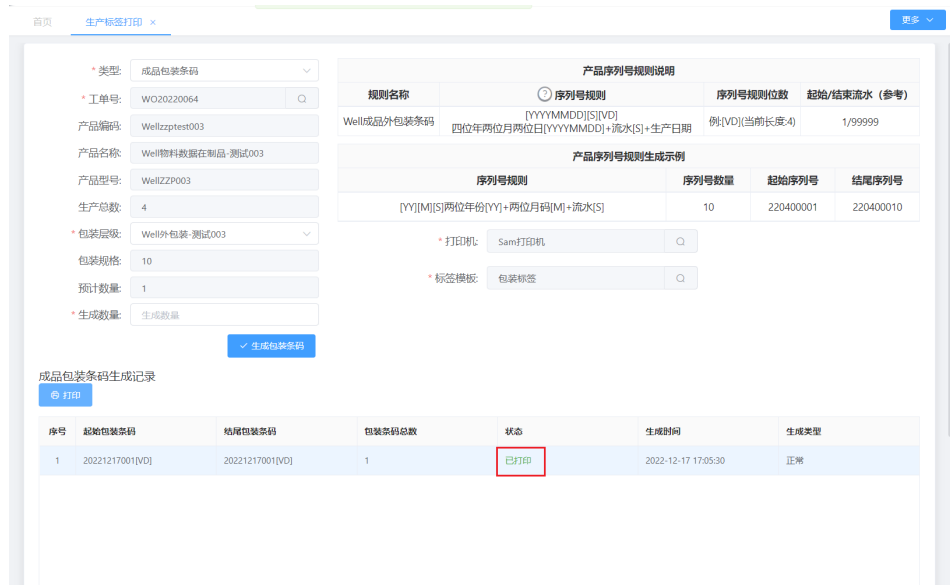 首页
生产标签打印 ×
更多
* 类型: 成品包装条码
* 工单号: WO20220064
产品编码: Wellzzptest003
产品名称: Well物料数据在制品-测试003
产品型号: WellZZP003
生产总数: 4
* 包装层级: Well外包装-测试003
包装规格: 10
预计数量: 1
* 生成数量: 生成数量
生成包装条码
产品序列号规则说明
规则名称 ? 序列号规则 序列号规则位数 起始/结束流水（参考）
Well成品外包装条码 [YYYYMMDD][S][VD] 例:[VD](当前长度:4) 1/99999
四位年两位月两位日[YYYYMMDD]+流水[S]+生产日期
产品序列号规则生成示例
序列号规则 序列号数量 起始序列号 结尾序列号
[YY][M][S]两位年份[YY]+两位月码[M]+流水[S] 10 220400001 220400010
* 打印机: Sam打印机
* 标签模板: 包装标签
成品包装条码生成记录
打印
序号 起始包装条码 结尾包装条码 包装条码总数 状态 生成时间 生成类型
1 20221217001[VD] 20221217001[VD] 1 已打印 2022-12-17 17:05:30 正常